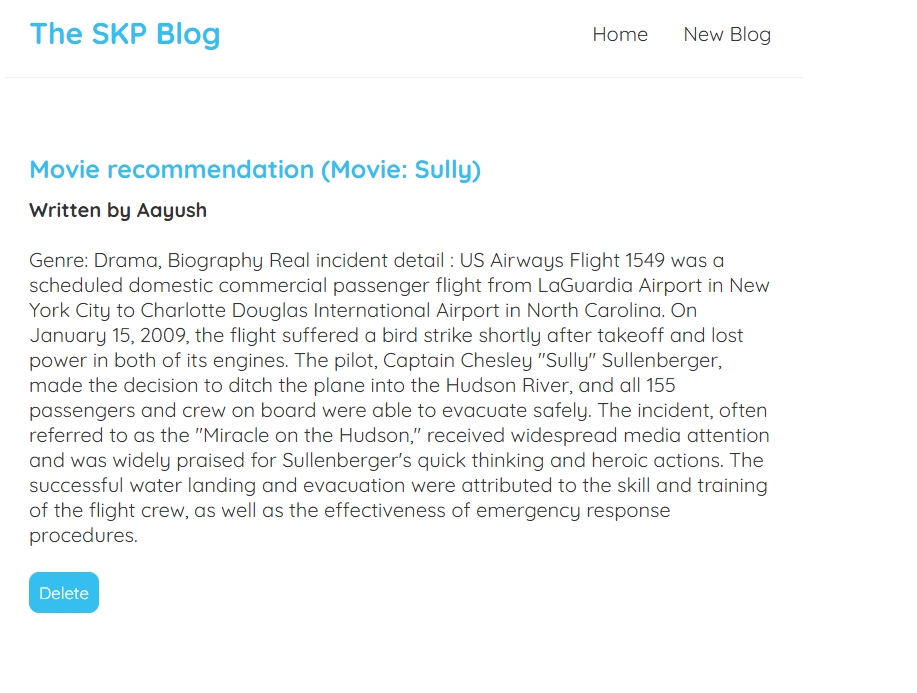 The SKP Blog
Home
New Blog
Movie recommendation (Movie: Sully)
Written by Aayush
Genre: Drama, Biography Real incident detail : US Airways Flight 1549 was a
scheduled domestic commercial passenger flight from LaGuardia Airport in New
York City to Charlotte Douglas International Airport in North Carolina. On
January 15, 2009, the flight suffered a bird strike shortly after takeoff and lost
power in both of its engines. The pilot, Captain Chesley "Sully" Sullenberger,
made the decision to ditch the plane into the Hudson River, and all 155
passengers and crew on board were able to evacuate safely. The incident, often
referred to as the "Miracle on the Hudson," received widespread media attention
and was widely praised for Sullenberger's quick thinking and heroic actions. The
successful water landing and evacuation were attributed to the skill and training
of the flight crew, as well as the effectiveness of emergency response
procedures.
Delete